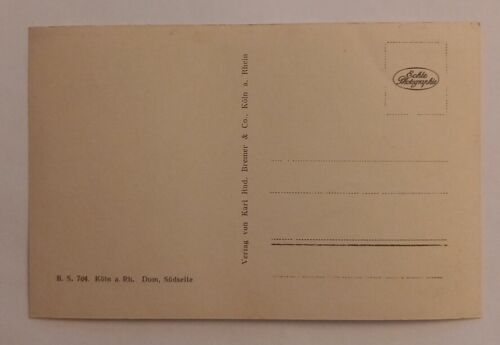 Echte
Photographie
Verlag von Karl Rud. Bremer & Co., Köln a. Rhein
B. S. 704. Köln a. Rh. Dom, Südseite